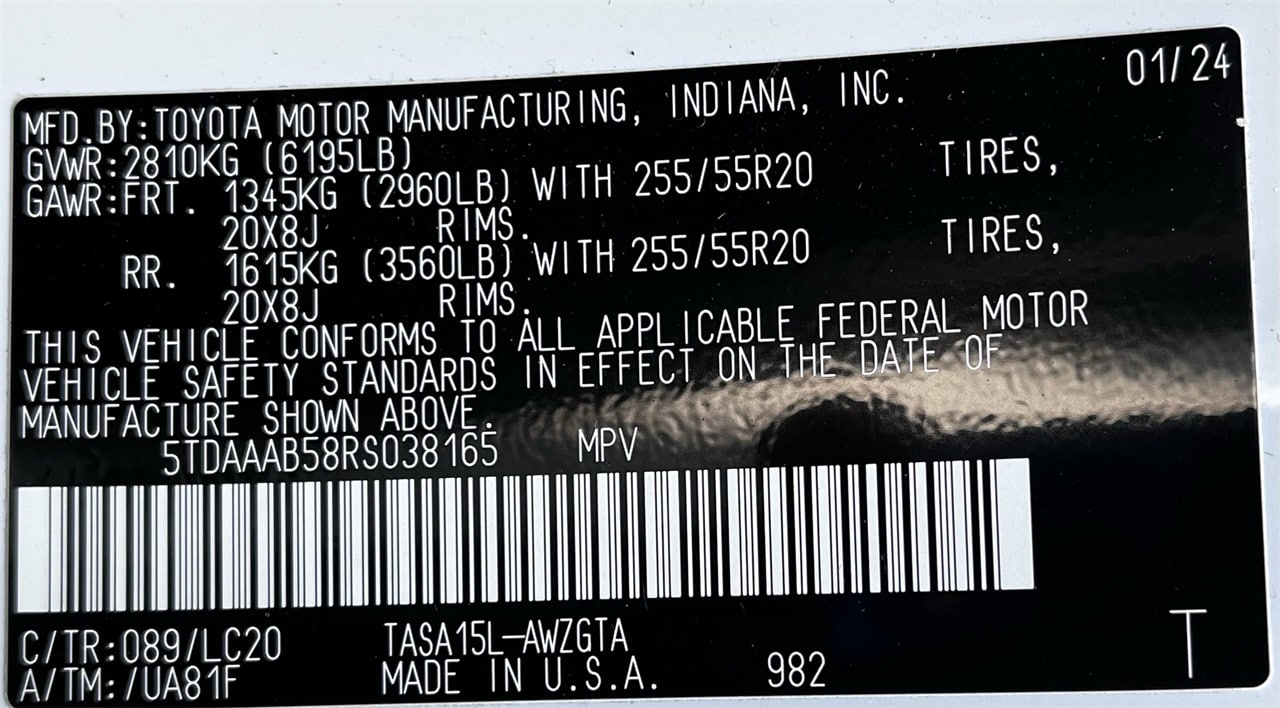 01/24
MFD.BY:TOYOTA MOTOR MANUFACTURING, INDIANA, INC.
GVWR:2810KG (6195LB)
GAWR:FRT. 1345KG (2960LB) WITH 255/55R20 TIRES,
20X8J RIMS.
RR. 1615KG (3560LB) WITH 255/55R20 TIRES,
20X8J RIMS.
THIS VEHICLE CONFORMS TO ALL APPLICABLE FEDERAL MOTOR
VEHICLE SAFETY STANDARDS IN EFFECT ON THE DATE OF
MANUFACTURE SHOWN ABOVE.
5TDAAAB58RS038165 MPV
C/TR:089/LC20 TASA15L-AWZGTA
A/TM:/UA81F MADE IN U.S.A. 982
T